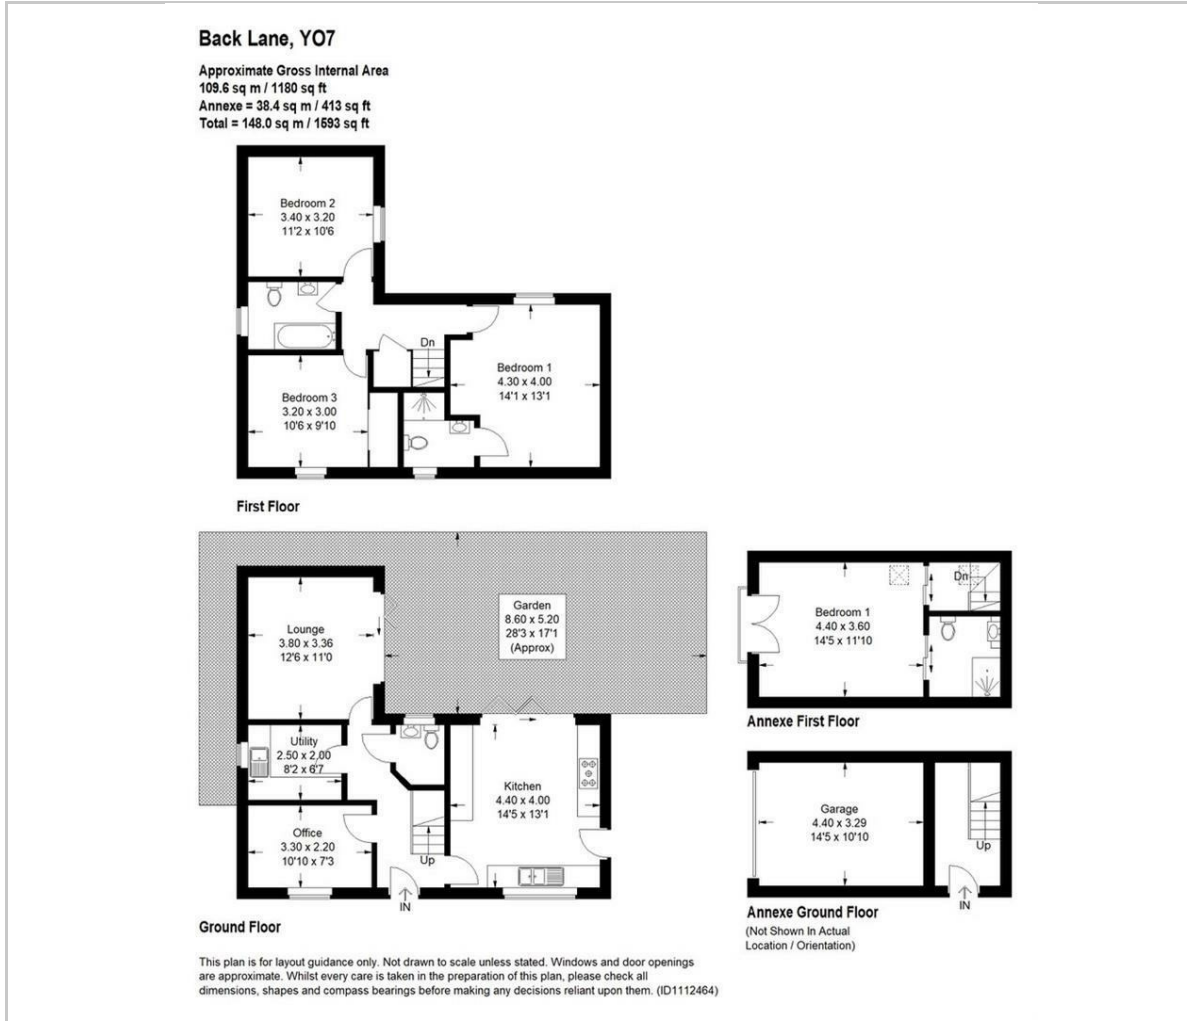 Back Lane, YO7
Approximate Gross Internal Area
109.6 sq m / 1180 sq ft
Annexe = 38.4 sq m / 413 sq ft
Total = 148.0 sq m / 1593 sq ft
Bedroom 2
3.40 x 3.20
11'2 x 10'6
Dn
Bedroom 1
4.30 x 4.00
14'1 x 13'1
Bedroom 3
3.20 x 3.00
10'6 x 9'10
First Floor
Lounge
3.80 x 3.36
12'6 x 11'0
Garden
8.60 x 5.20
28'3 x 17'1
(Approx)
Utility
2.50 x 2.00
8'2 x 6'7
Kitchen
4.40 x 4.00
14'5 x 13'1
Office
3.30 x 2.20
10'10 x 7'3
Up
IN
Ground Floor
Dn
Bedroom 1
4.40 x 3.60
14'5 x 11'10
Annexe First Floor
Garage
4.40 x 3.29
14'5 x 10'10
Up
IN
Annexe Ground Floor
(Not Shown In Actual
Location / Orientation)
This plan is for layout guidance only. Not drawn to scale unless stated. Windows and door openings
are approximate. Whilst every care is taken in the preparation of this plan, please check all
dimensions, shapes and compass bearings before making any decisions reliant upon them. (ID1112464)